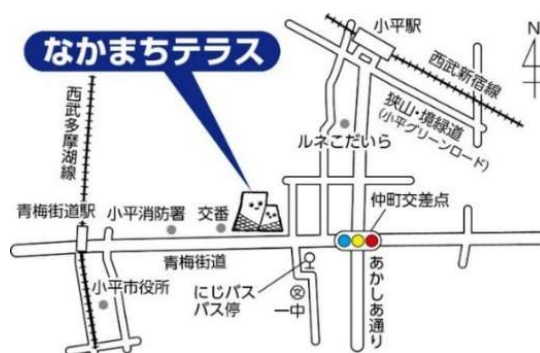 小平駅
N
なかまちテラス
西武新宿線
狭山・境緑道
(小平グリーンロード)
西武多摩湖線
ルネこだいら
仲町交差点
青梅街道駅
小平消防署
交番
青梅街道
にじバス
バス停
あかしあ通り
小平市役所
文
一中